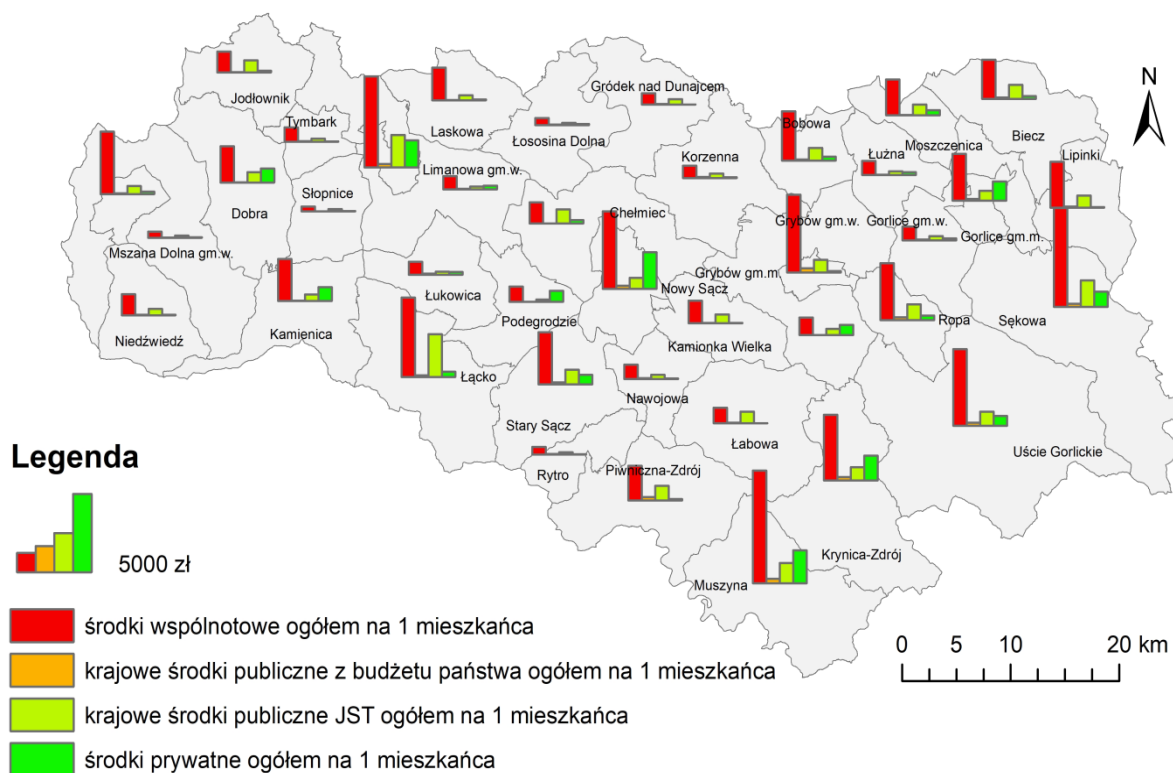 N
Gródek nad Dunajcem
Jodłownik
Tymbark
Laskowa
Łososina Dolna
Bobowa
Biecz
Moszczenica
Łużna
Lipinki
Korzenna
Limanowa gm.w.
Słopnice
Dobra
Chełmiec
Grybów gm.w.
Gorlice gm.w.
Gorlice gm.m.
Mszana Dolna gm.w.
Grybów gm.m.
Nowy Sącz
Łukowica
Podegrodzie
Ropa
Sękowa
Niedźwiedź
Kamienica
Kamionka Wielka
Łącko
Nawojowa
Stary Sącz
Łabowa
Uście Gorlickie
Rytro
Piwniczna-Zdrój
Krynica-Zdrój
Muszyna
Legenda
5000 zł
środki wspólnotowe ogółem na 1 mieszkańca
krajowe środki publiczne z budżetu państwa ogółem na 1 mieszkańca
krajowe środki publiczne JST ogółem na 1 mieszkańca
środki prywatne ogółem na 1 mieszkańca
0 5 10 20 km